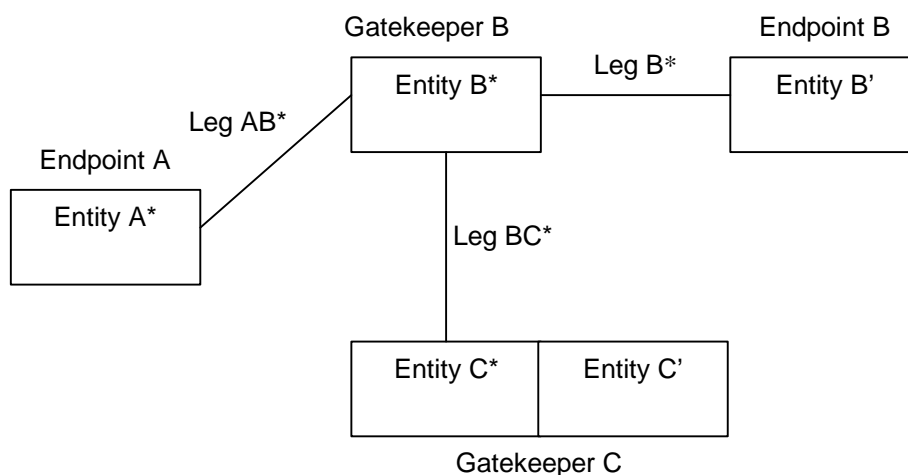 Gatekeeper B
Endpoint B
Entity B*
Leg B*
Entity B’
Leg AB*
Endpoint A
Entity A*
Leg BC*
Entity C*
Entity C’
Gatekeeper C